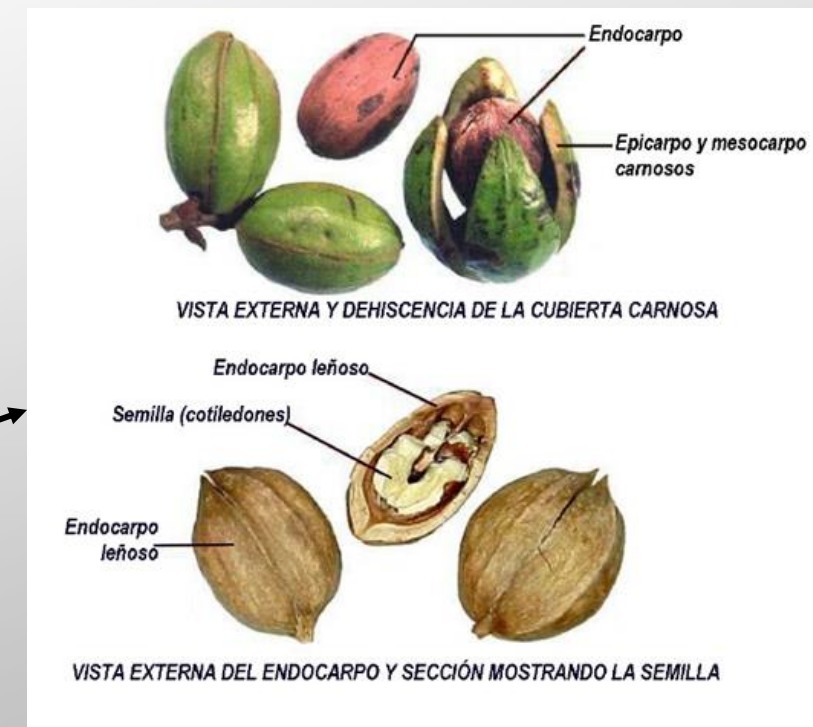 Endocarpo
Epicarpo y mesocarpo
carnosos
VISTA EXTERNA Y DEHISCENCIA DE LA CUBIERTA CARNOSA
Endocarpo leñoso
Semilla (cotiledones)
Endocarpo
leñoso
VISTA EXTERNA DEL ENDOCARPO Y SECCIÓN MOSTRANDO LA SEMILLA